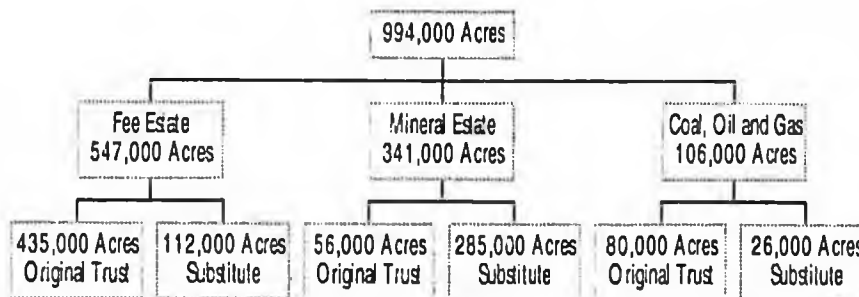 994,000 Acres
Fee Estate
547,000 Acres
Mineral Estate
341,000 Acres
Coal, Oil and Gas
106,000 Acres
435,000 Acres
Original Trust
112,000 Acres
Substitute
56,000 Acres
Original Trust
285,000 Acres
Substitute
80,000 Acres
Original Trust
26,000 Acres
Substitute